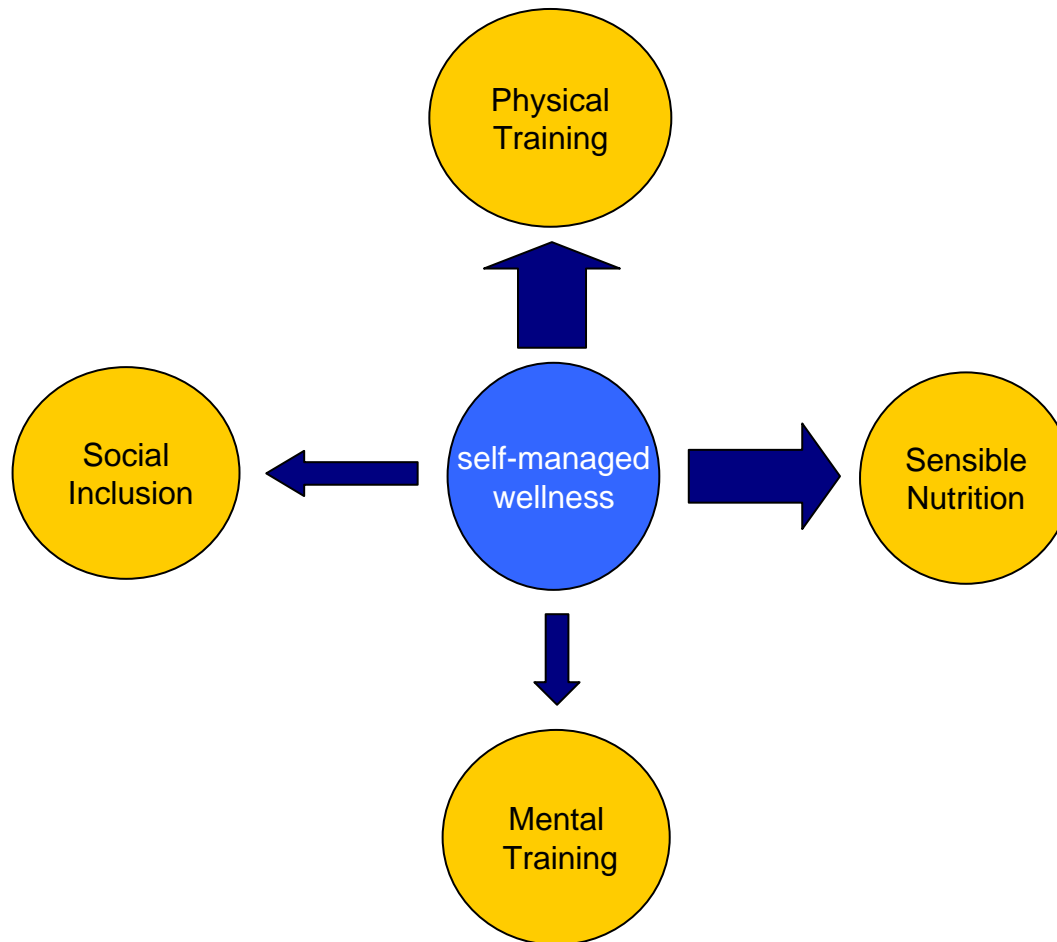 Physical
Training
Social
Inclusion
self-managed
wellness
Sensible
Nutrition
Mental
Training